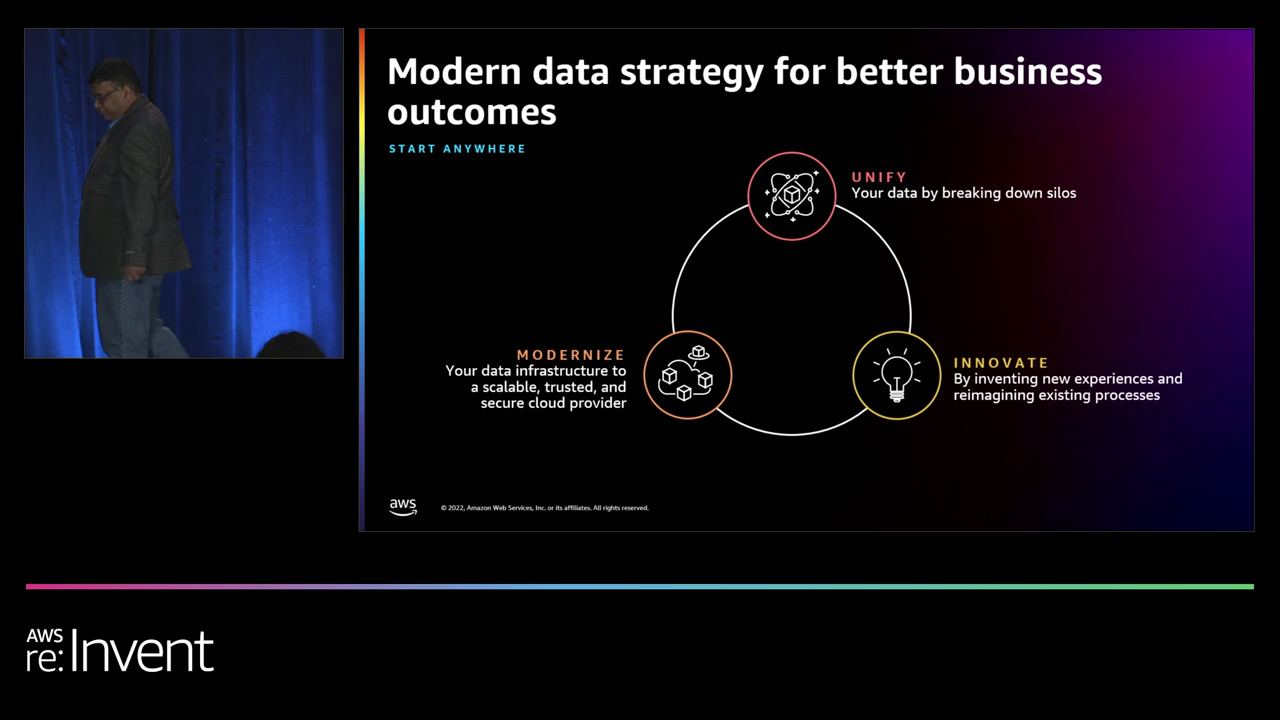 Modern data strategy for better business
outcomes
START ANYWHERE
UNIFY
Your data by breaking down silos
MODERNIZE
Your data infrastructure to
a scalable, trusted, and
secure cloud provider
INNOVATE
By inventing new experiences and
reimagining existing processes
aws
© 2022, Amazon Web Services, Inc. or its affiliates. All rights reserved.
AWS
re:Invent